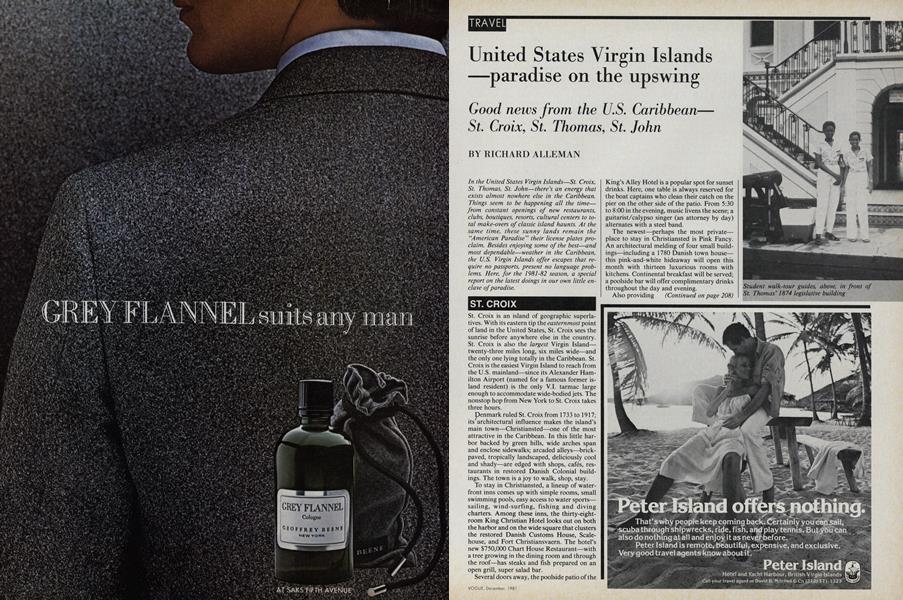 GREY FLANNEL suits any man
GREY FLANNEL
Cologne
GEOFFREY BEENE
NEW YORK
BEENE
AT SAKS FIFTH AVENUE
TRAVEL
United States Virgin Islands
—paradise on the upswing
Good news from the U.S. Caribbean—
St. Croix, St. Thomas, St. John
BY RICHARD ALLEMAN
In the United States Virgin Islands—St. Croix,
St. Thomas, St. John—there's an energy that
exists almost nowhere else in the Caribbean.
Things seem to be happening all the time—
from constant openings of new restaurants,
clubs, boutiques, resorts, cultural centers to to-
tal make-overs of classic island haunts. At the
same time, these sunny lands remain the
"American Paradise" their license plates pro-
claim. Besides enjoying some of the best—and
most dependable—weather in the Caribbean,
the U.S. Virgin Islands offer escapes that re-
quire no passports, present no language prob-
lems. Here, for the 1981-82 season, a special
report on the latest doings in our own little en-
clave of paradise.
ST. CROIX
St. Croix is an island of geographic superla-
tives. With its eastern tip the easternmost point
of land in the United States, St. Croix sees the
sunrise before anywhere else in the country.
St. Croix is also the largest Virgin Island—
twenty-three miles long, six miles wide—and
the only one lying totally in the Caribbean. St.
Croix is the easiest Virgin Island to reach from
the U.S. mainland—since its Alexander Ham-
ilton Airport (named for a famous former is-
land resident) is the only V.I. tarmac large
enough to accommodate wide-bodied jets. The
nonstop hop from New York to St. Croix takes
three hours.
Denmark ruled St. Croix from 1733 to 1917;
its architectural influence makes the island's
main town—Christiansted—one of the most
attractive in the Caribbean. In this little har-
bor backed by green hills, wide arches span
and enclose sidewalks; arcaded alleys—brick-
paved, tropically landscaped, deliciously cool
and shady—are edged with shops, cafés, res-
taurants in restored Danish Colonial build-
ings. The town is a joy to walk, shop, stay.
To stay in Christiansted, a lineup of water-
front inns comes up with simple rooms, small
swimming pools, easy access to water sports—
sailing, wind-surfing, fishing and diving
charters. Among these inns, the thirty-eight-
room King Christian Hotel looks out on both
the harbor and on the wide square that clusters
the restored Danish Customs House, Scale-
house, and Fort Christiansvaern. The hotel's
new $750,000 Chart House Restaurant—with
a tree growing in the dining room and through
the roof—has steaks and fish prepared on an
open grill, super salad bar.
Several doors away, the poolside patio of the
King's Alley Hotel is a popular spot for sunset
drinks. Here, one table is always reserved for
the boat captains who clean their catch on the
pier on the other side of the patio. From 5:30
to 8:00 in the evening, music livens the scene; a
guitarist/calypso singer (an attorney by day)
alternates with a steel band.
The newest—perhaps the most private—
place to stay in Christiansted is Pink Fancy.
An architectural melding of four small build-
ings—including a 1780 Danish town house—
this pink-and-white hideaway will open this
month with thirteen luxurious rooms with
kitchens. Continental breakfast will be served;
a poolside bar will offer complimentary drinks
throughout the day and evening.
Also providing (Continued on page 208)
Student walk-tour guides, above, in front of
St. Thomas' 1874 legislative building
Peter Island offers nothing.
That's why people keep coming back. Certainly you can sail,
scuba through shipwrecks, ride, fish, and play tennis. But you can
also do nothing at all and enjoy it as never before.
Peter Island is remote, beautiful, expensive, and exclusive.
Very good travel agents know about it.
Peter Island
Hotel and Yacht Harbour, British Virgin Islands
Call your travel agent or David B. Mitchell & Co
VOGUE, December, 1981